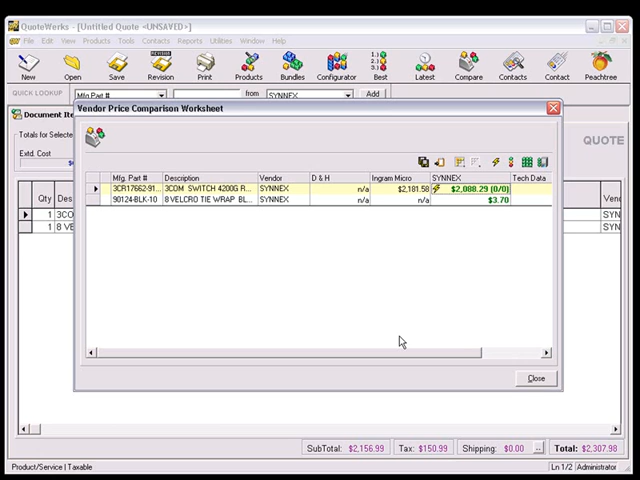 QuoteWerks - [Untitled Quote <UNSAVED>]
File Edit View Products Tools Contacts Reports Utilities Window Help
New Open Save Revision Print Products Bundles Configurator Best Latest Compare Contacts Contact Peachtree
QUICK LOOKUP Mfg Part # from SYNNEX Add
Vendor Price Comparison Worksheet
Document Ite
Totals for Selecte
QUOTE
Extd. Cost
Mfg. Part # Description Vendor D & H Ingram Micro SYNNEX Tech Data
3CR17662-91... 3COM SWITCH 4200G R... SYNNEX n/a $2,181.58 $2,088.29 (0/0)
90124-BLK-10 8 VELCRO TIE WRAP BL... SYNNEX n/a n/a $3.70
Qty Des Venc
1 3CO SYN
1 8 VE SYN
Close
SubTotal: $2,156.99 Tax: $150.99 Shipping: $0.00 ... Total: $2,307.98
Product/Service | Taxable Ln 1/2 Administrator